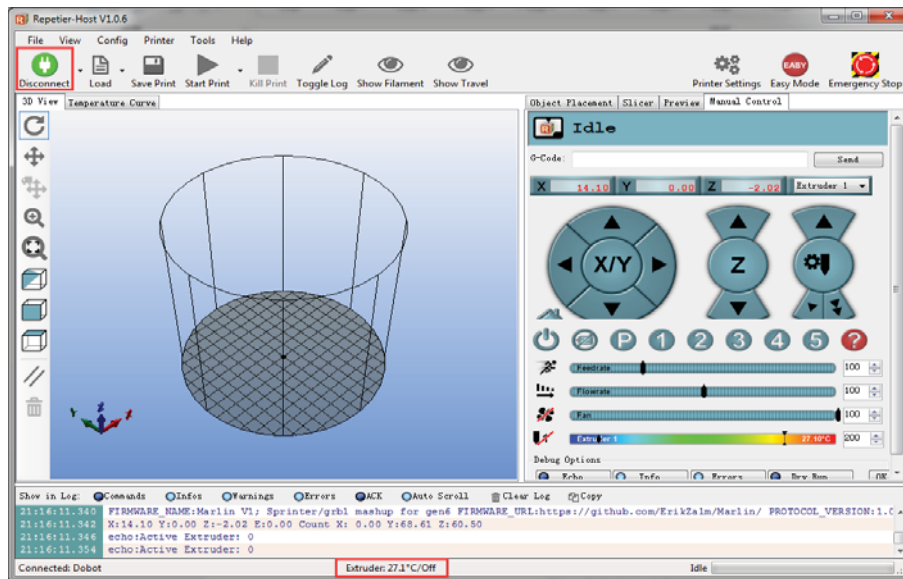 Repetier-Host V1.0.6
File View Config Printer Tools Help
Disconnect Load Save Print Start Print Kill Print Toggle Log Show Filament Show Travel Printer Settings Easy Mode Emergency Stop
EASY
3D View Temperature Curve
Object Placement Slicer Preview Manual Control
Idle
G-Code: Send
X 14.10 Y 0.00 Z -2.02 Extruder 1
X/Y Z
P 1 2 3 4 5 ?
Feedrate 100
Flowrate 100
Fan 100
Extruder 1 27.10°C 200
Debug Options
Echo Info Errors Dry Run OK
Show in Log: Commands Infos Warnings Errors ACK Auto Scroll Clear Log Copy
21:16:11.340 FIRMWARE_NAME:Marlin V1; Sprinter/grbl mashup for gen6 FIRMWARE_URL:https://github.com/ErikZalm/Marlin/ PROTOCOL_VERSION:1.0
21:16:11.342 X:14.10 Y:0.00 Z:-2.02 E:0.00 Count X: 0.00 Y:68.61 Z:60.50
21:16:11.346 echo:Active Extruder: 0
21:16:11.354 echo:Active Extruder: 0
Connected: Dobot Extruder: 27.1°C/Off Idle